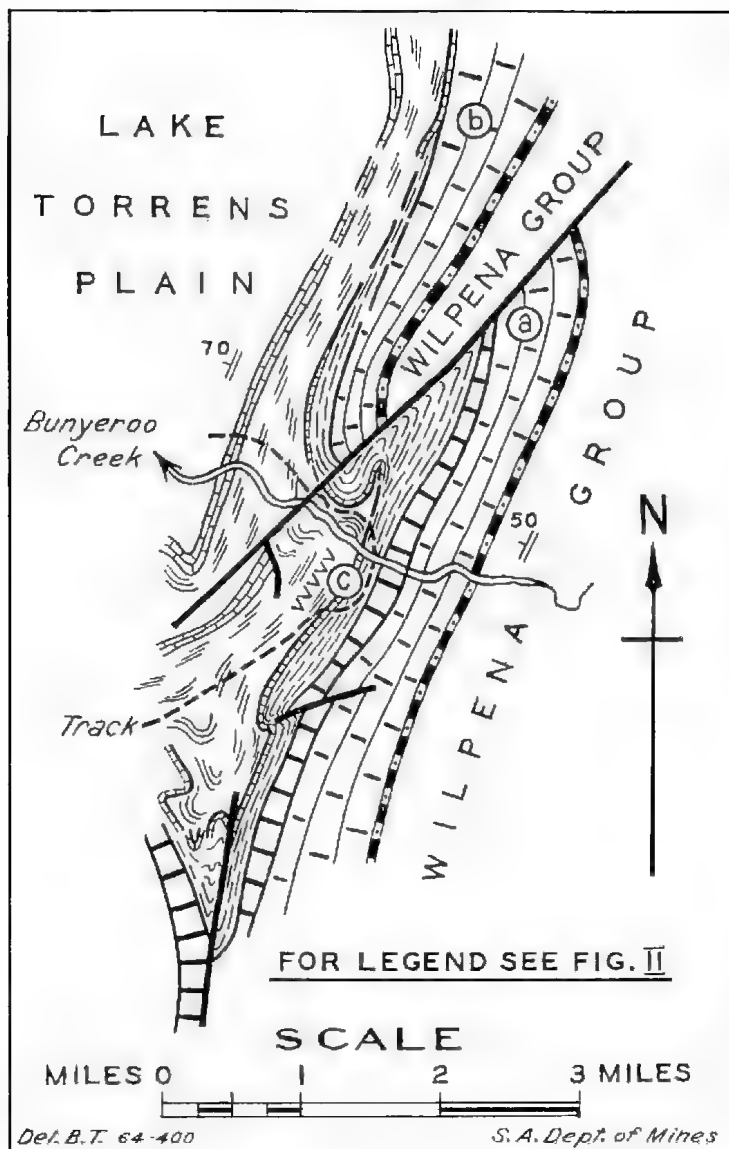 LAKE
TORRENS
PLAIN
b
WILPENA GROUP
a
70
Bunyeroo
Creek
WILPENA GROUP
50
N
c
Track
FOR LEGEND SEE FIG. II
SCALE
MILES 0 1 2 3 MILES
Del. B.T. 64-400 S.A. Dept. of Mines